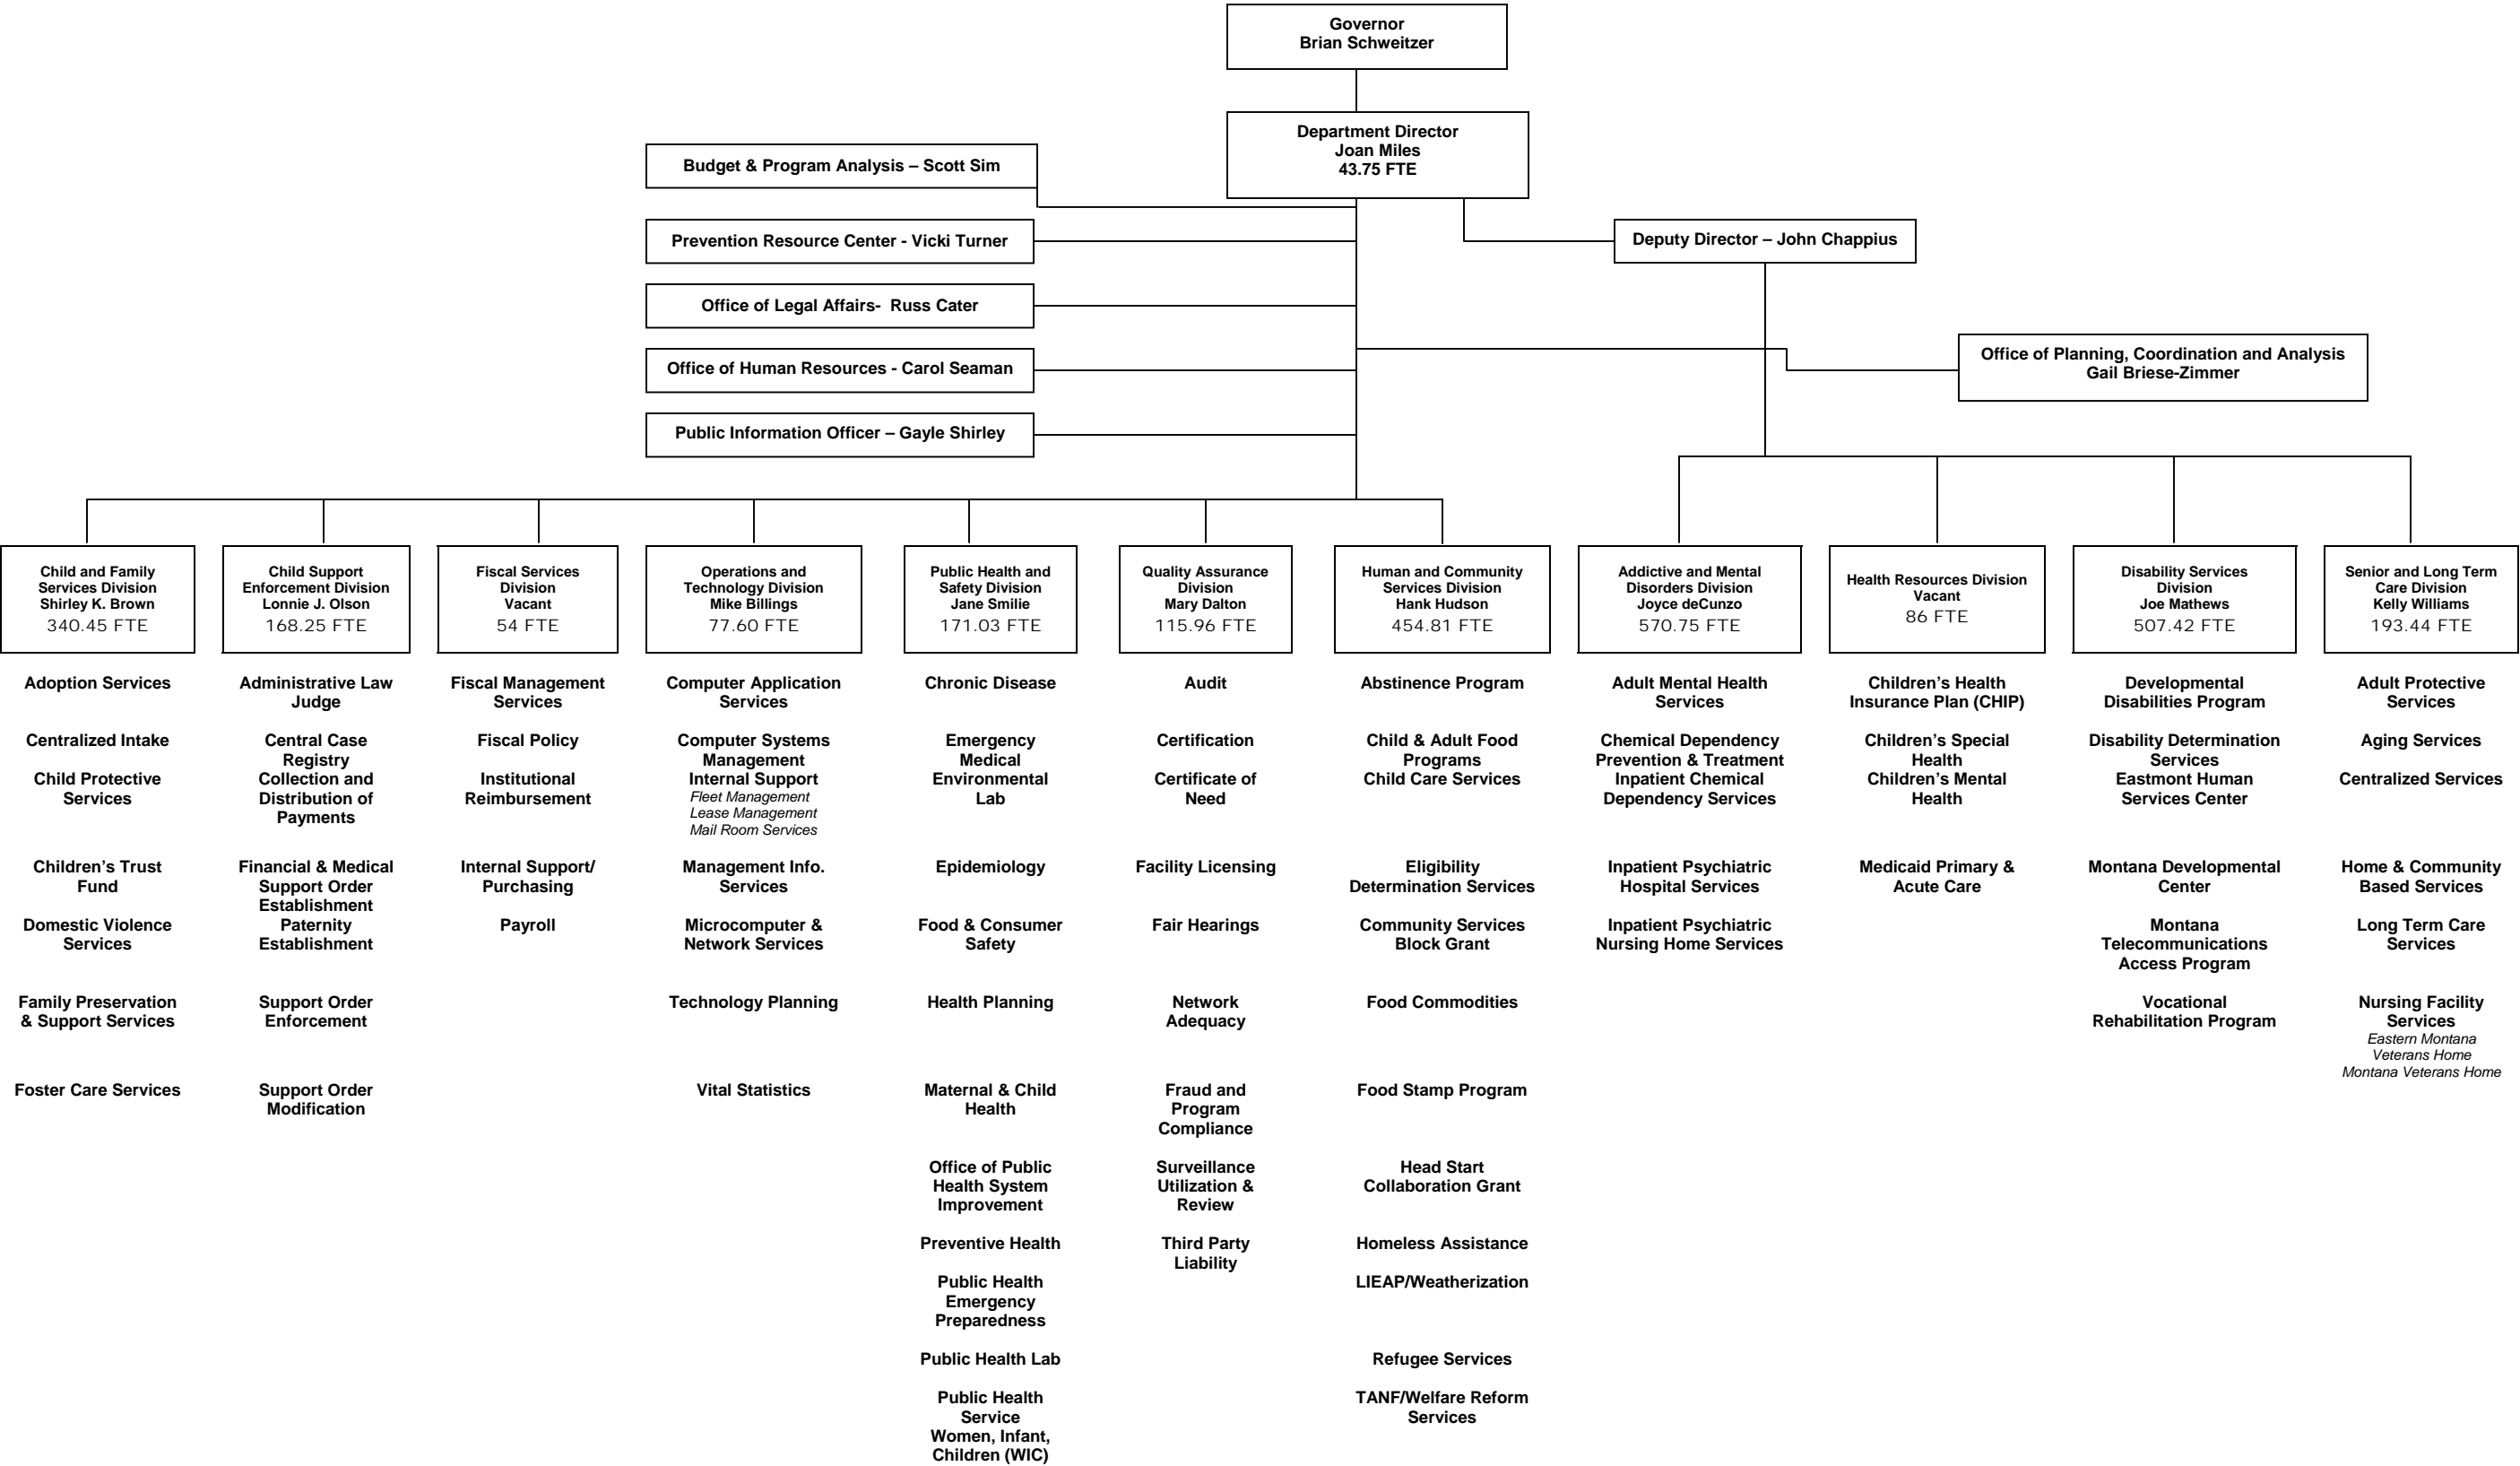 Governor
Brian Schweitzer
Department Director
Joan Miles
43.75 FTE
Budget & Program Analysis – Scott Sim
Prevention Resource Center - Vicki Turner
Deputy Director – John Chappius
Office of Legal Affairs-  Russ Cater
Office of Human Resources - Carol Seaman
Office of Planning, Coordination and Analysis
Gail Briese-Zimmer
Public Information Officer – Gayle Shirley
Child and Family
Services Division
Shirley K. Brown
340.45 FTE
Child Support
Enforcement Division
Lonnie J. Olson
168.25 FTE
Fiscal Services
Division
Vacant
54 FTE
Operations and
Technology Division
Mike Billings
77.60 FTE
Public Health and
Safety Division
Jane Smilie
171.03 FTE
Quality Assurance
Division
Mary Dalton
115.96 FTE
Human and Community
Services Division
Hank Hudson
454.81 FTE
Addictive and Mental
Disorders Division
Joyce deCunzo
570.75 FTE
Health Resources Division
Vacant
86 FTE
Disability Services
Division
Joe Mathews
507.42 FTE
Senior and Long Term
Care Division
Kelly Williams
193.44 FTE
Adoption Services
Centralized Intake
Child Protective
Services
Children’s Trust
Fund
Domestic Violence
Services
Family Preservation
& Support Services
Foster Care Services
Administrative Law
Judge
Central Case
Registry
Collection and
Distribution of
Payments
Financial & Medical
Support Order
Establishment
Paternity
Establishment
Support Order
Enforcement
Support Order
Modification
Fiscal Management
Services
Fiscal Policy
Institutional
Reimbursement
Internal Support/
Purchasing
Payroll
Computer Application
Services
Computer Systems
Management
Internal Support
Fleet Management
Lease Management
Mail Room Services
Management Info.
Services
Microcomputer &
Network Services
Technology Planning
Vital Statistics
Chronic Disease
Emergency
Medical
Environmental
Lab
Epidemiology
Food & Consumer
Safety
Health Planning
Maternal & Child
Health
Office of Public
Health System
Improvement
Preventive Health
Public Health
Emergency
Preparedness
Public Health Lab
Public Health
Service
Women, Infant,
Children (WIC)
Audit
Certification
Certificate of
Need
Facility Licensing
Fair Hearings
Network
Adequacy
Fraud and
Program
Compliance
Surveillance
Utilization &
Review
Third Party
Liability
Abstinence Program
Child & Adult Food
Programs
Child Care Services
Eligibility
Determination Services
Community Services
Block Grant
Food Commodities
Food Stamp Program
Head Start
Collaboration Grant
Homeless Assistance
LIEAP/Weatherization
Refugee Services
TANF/Welfare Reform
Services
Adult Mental Health
Services
Chemical Dependency
Prevention & Treatment
Inpatient Chemical
Dependency Services
Inpatient Psychiatric
Hospital Services
Inpatient Psychiatric
Nursing Home Services
Children’s Health
Insurance Plan (CHIP)
Children’s Special
Health
Children’s Mental
Health
Medicaid Primary &
Acute Care
Developmental
Disabilities Program
Disability Determination
Services
Eastmont Human
Services Center
Montana Developmental
Center
Montana
Telecommunications
Access Program
Vocational
Rehabilitation Program
Adult Protective
Services
Aging Services
Centralized Services
Home & Community
Based Services
Long Term Care
Services
Nursing Facility
Services
Eastern Montana
Veterans Home
Montana Veterans Home